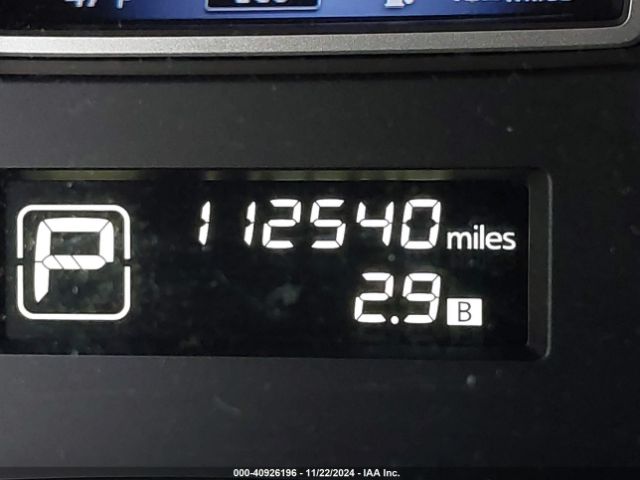 P
112540 miles
2.9 B
000-40926196 - 11/22/2024 - IAA Inc.